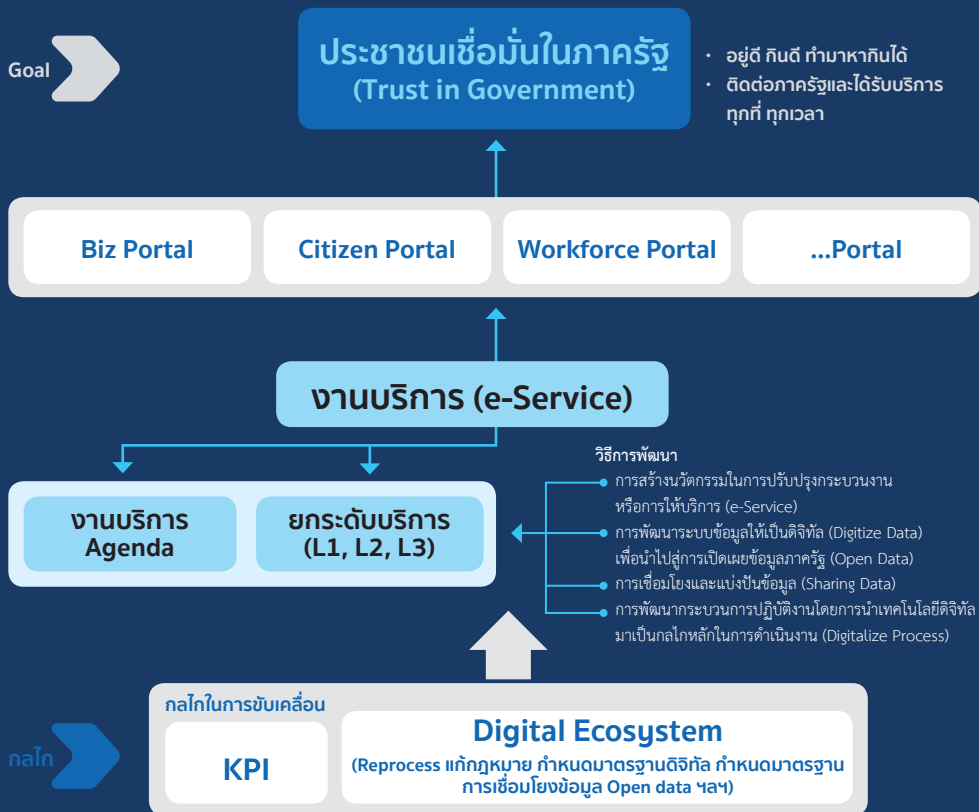 Goal
ประชาชนเชื่อมั่นในภาครัฐ
(Trust in Government)
· อยู่ดี กินดี ทำมาหากินได้
· ติดต่อภาครัฐและได้รับบริการ
ทุกที่ ทุกเวลา
Biz Portal
Citizen Portal
Workforce Portal
...Portal
งานบริการ (e-Service)
งานบริการ
Agenda
ยกระดับบริการ
(L1, L2, L3)
วิธีการพัฒนา
การสร้างนวัตกรรมในการปรับปรุงกระบวนงาน
หรือการให้บริการ (e-Service)
การพัฒนาระบบข้อมูลให้เป็นดิจิทัล (Digitize Data)
เพื่อนำไปสู่การเปิดเผยข้อมูลภาครัฐ (Open Data)
การเชื่อมโยงและแบ่งปันข้อมูล (Sharing Data)
การพัฒนากระบวนการปฏิบัติงานโดยการนำเทคโนโลยีดิจิทัล
มาเป็นกลไกหลักในการดำเนินงาน (Digitalize Process)
กลไก
กลไกในการขับเคลื่อน
KPI
Digital Ecosystem
(Reprocess แก้กฎหมาย กำหนดมาตรฐานดิจิทัล กำหนดมาตรฐาน
การเชื่อมโยงข้อมูล Open data ฯลฯ)